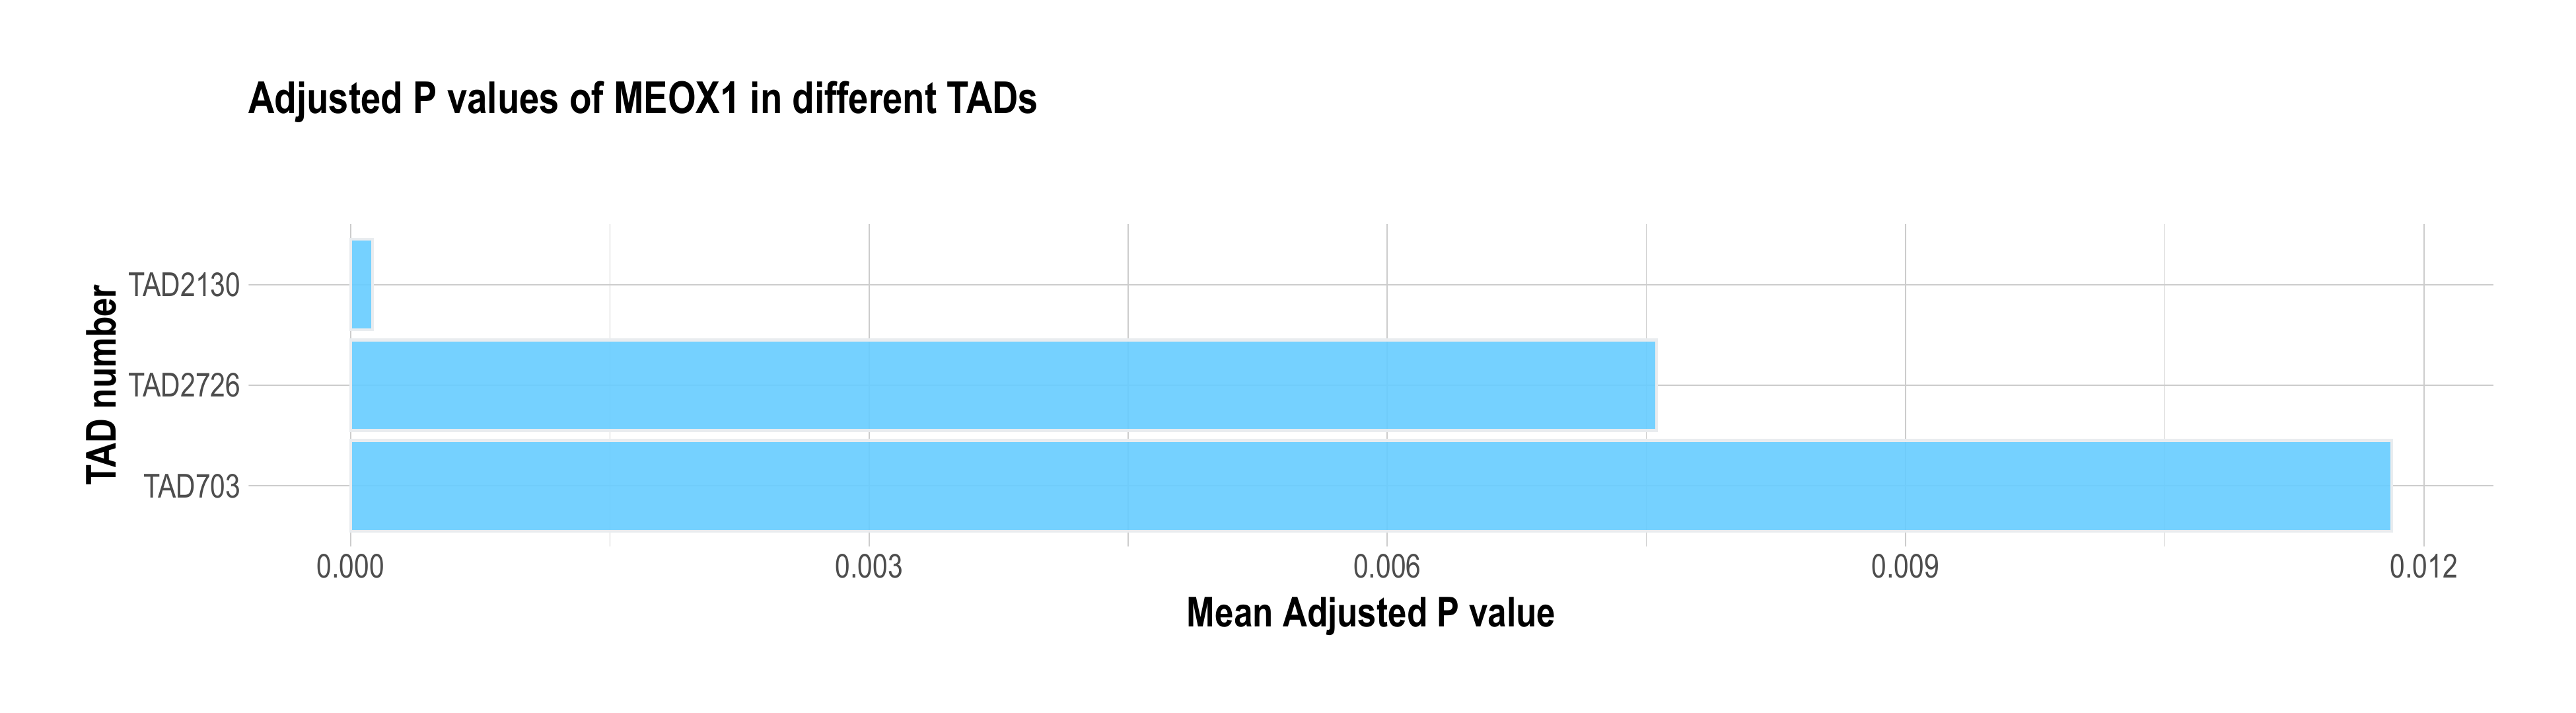 Adjusted P values of MEOX1 in different TADs
TAD number
TAD2130
TAD2726
TAD703
0.000 0.003 0.006 0.009 0.012
Mean Adjusted P value